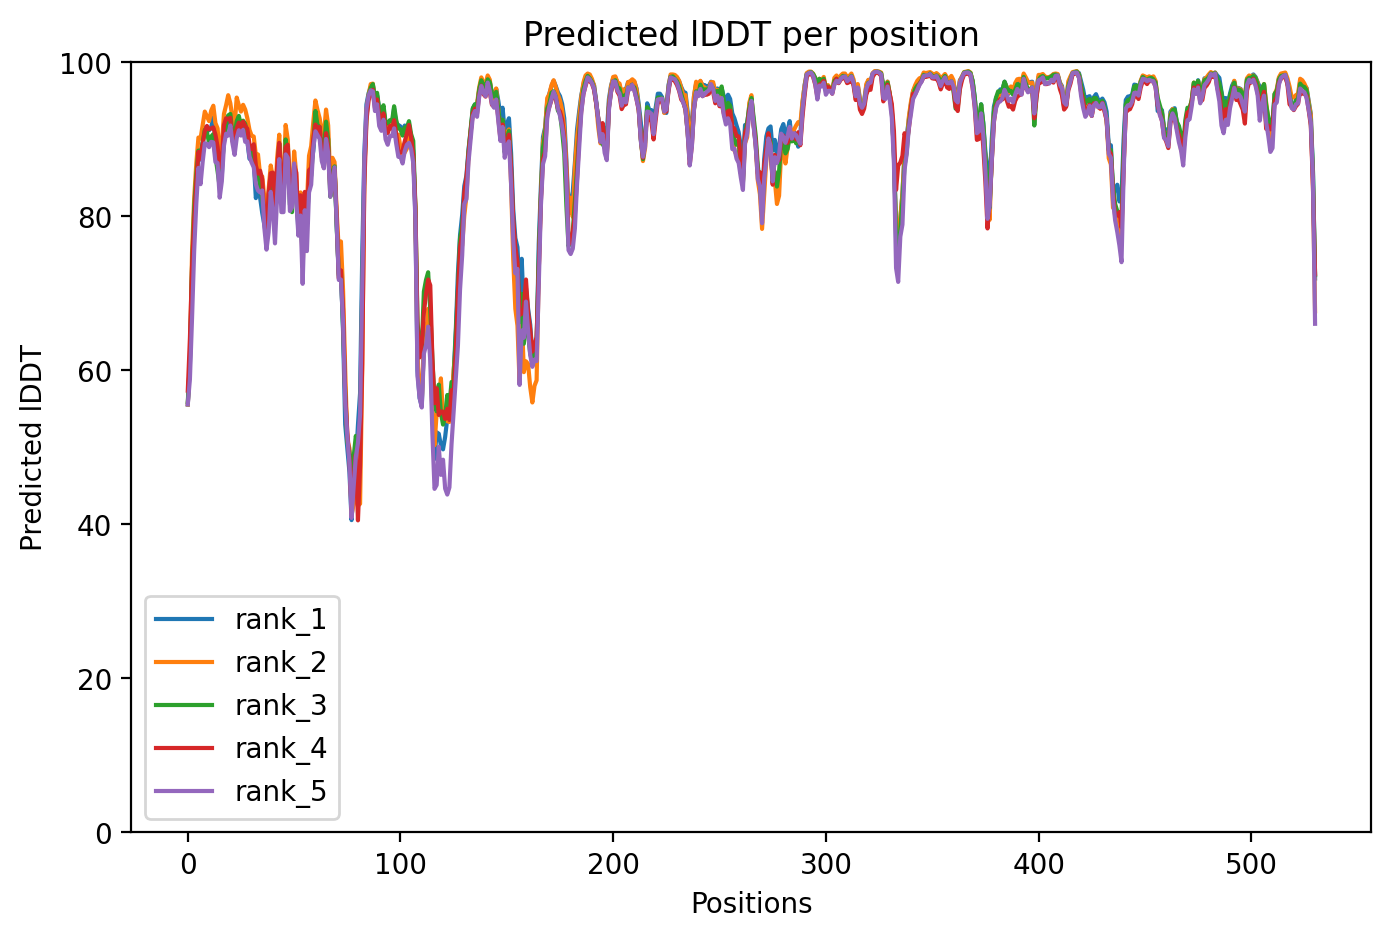 Predicted lDDT per position
100
80
60
40
20
0
Predicted lDDT
rank_1
rank_2
rank_3
rank_4
rank_5
0 100 200 300 400 500
Positions